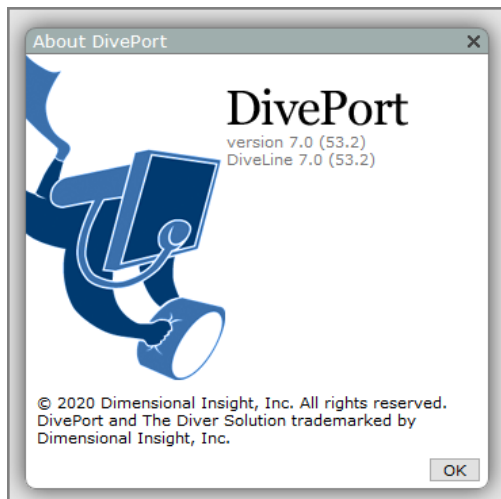 About DivePort
DivePort
version 7.0 (53.2)
DiveLine 7.0 (53.2)
© 2020 Dimensional Insight, Inc. All rights reserved.
DivePort and The Diver Solution trademarked by
Dimensional Insight, Inc.
OK